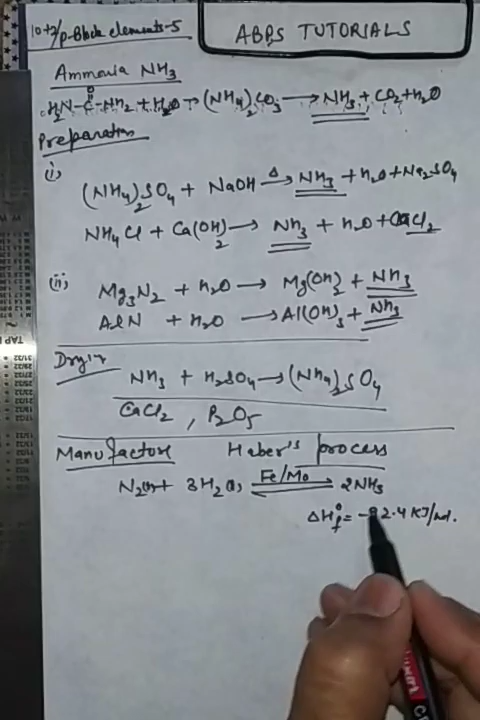 10+2/p-Block elements-5
ABPS TUTORIALS
Ammonia NH3
H2N-C-NH2 + H2O → (NH4)2CO3 → NH3 + CO2 + H2O
O
Preparation
(i)
(NH4)2SO4 + NaOH Δ→ NH3 + H2O + Na2SO4
NH4Cl + Ca(OH)2 → NH3 + H2O + CaCl2
(ii)
Mg3N2 + H2O → Mg(OH)2 + NH3
AlN + H2O → Al(OH)3 + NH3
Drying
NH3 + H2SO4 → (NH4)2SO4
CaCl2, P2O5
Manufacture Haber's process
N2(g) + 3H2(g) Fe/Mo ⇌ 2NH3
ΔH°f = -92.4 KJ/mol.